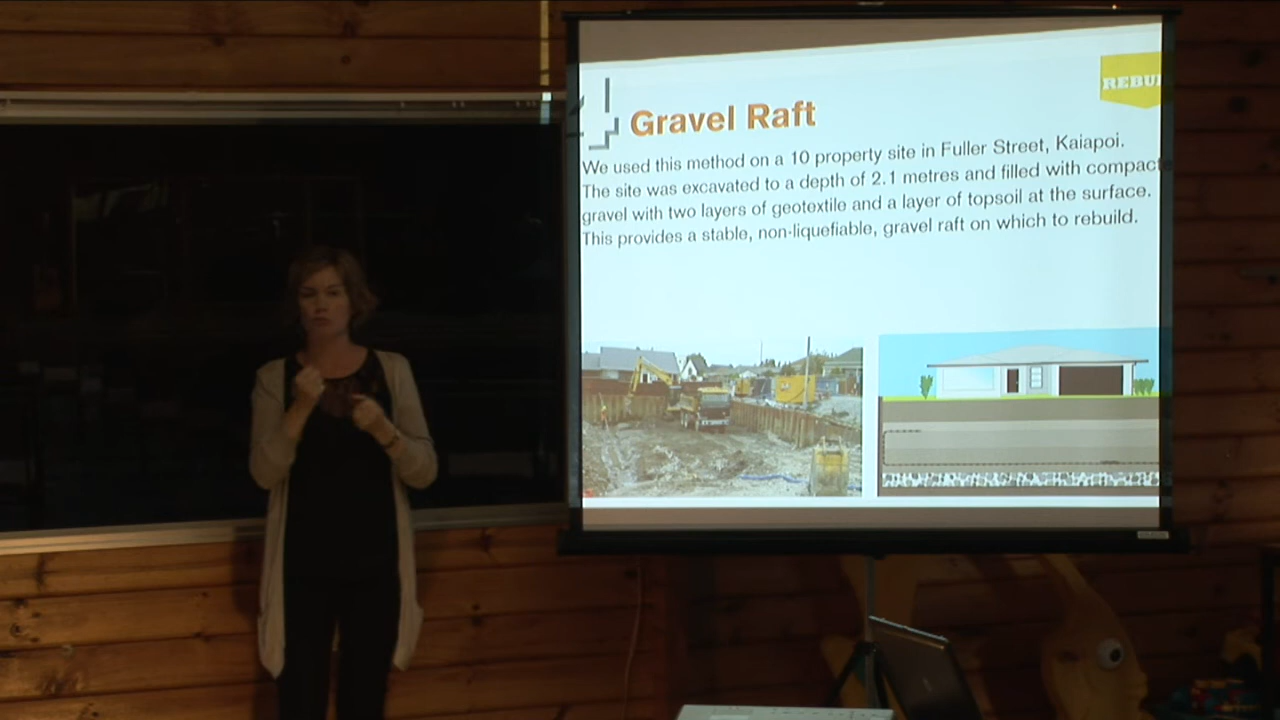 REBUI
Gravel Raft
We used this method on a 10 property site in Fuller Street, Kaiapoi.
The site was excavated to a depth of 2.1 metres and filled with compact
gravel with two layers of geotextile and a layer of topsoil at the surface.
This provides a stable, non-liquefiable, gravel raft on which to rebuild.